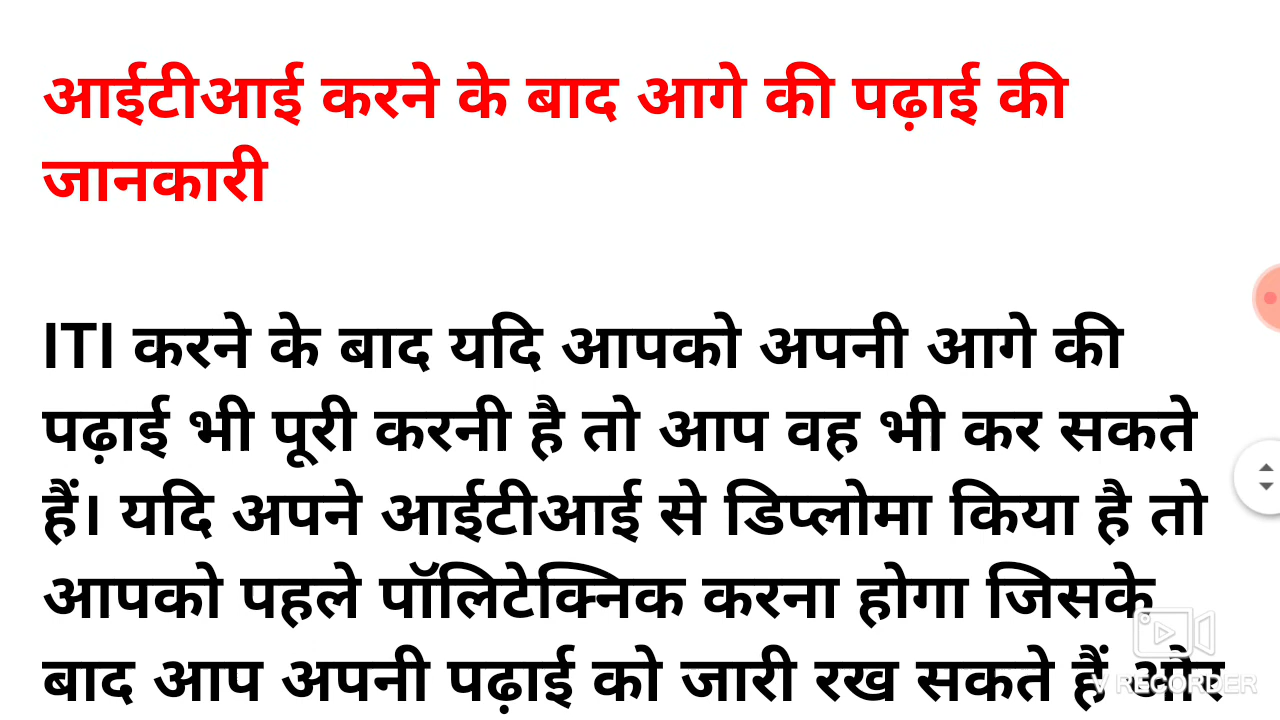 आईटीआई करने के बाद आगे की पढ़ाई की
जानकारी
ITI करने के बाद यदि आपको अपनी आगे की
पढ़ाई भी पूरी करनी है तो आप वह भी कर सकते
हैं। यदि अपने आईटीआई से डिप्लोमा किया है तो
आपको पहले पॉलिटेक्निक करना होगा जिसके
बाद आप अपनी पढ़ाई को जारी रख सकते हैं और
V RECORDER